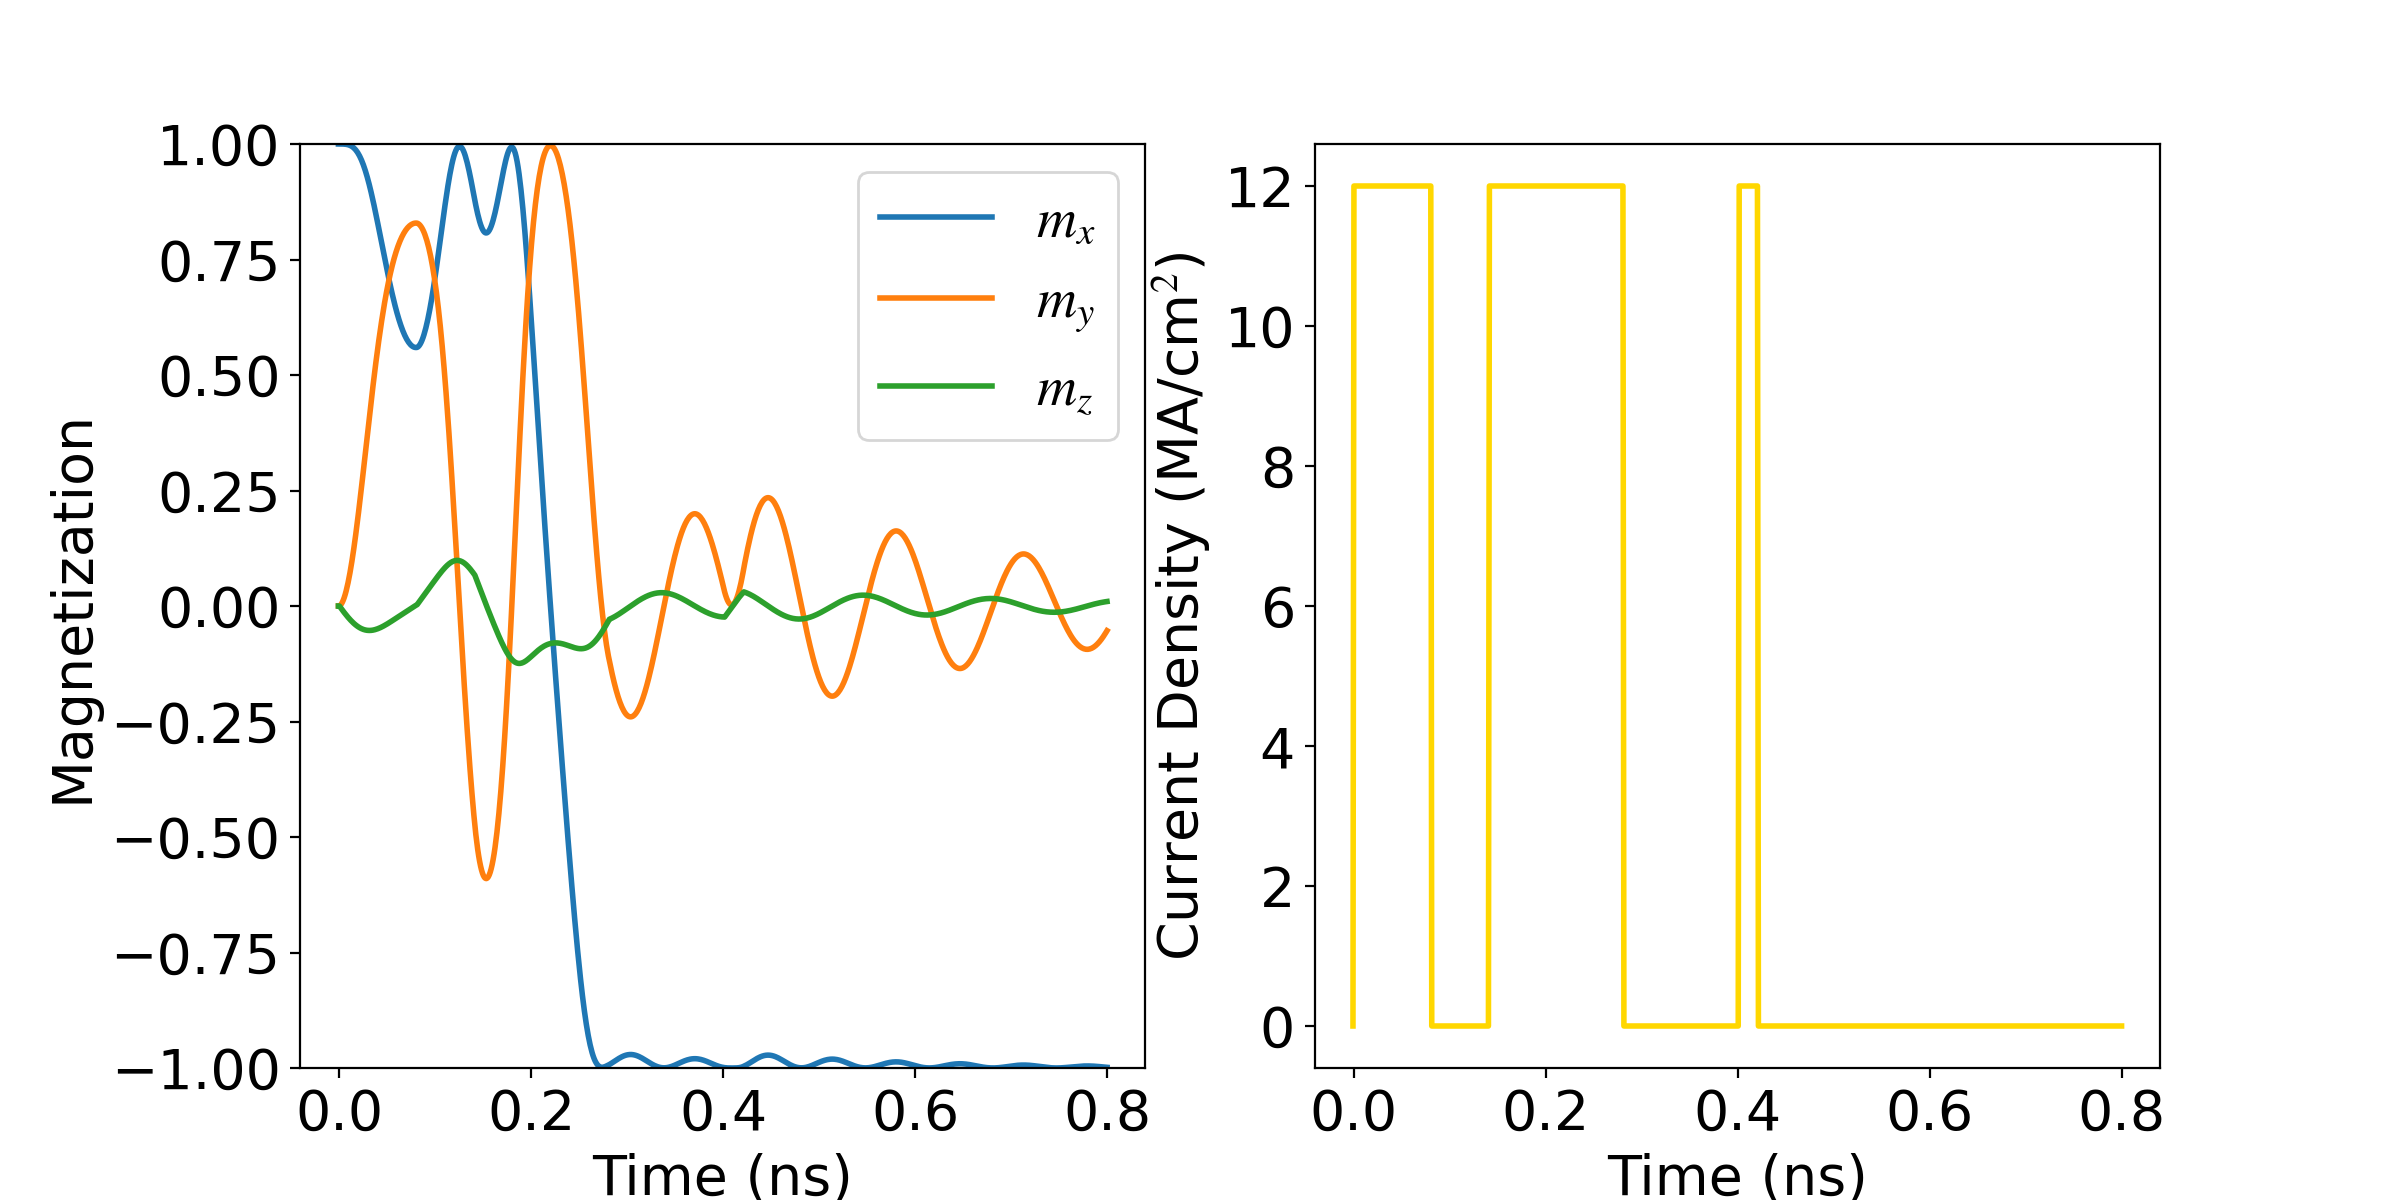 Magnetization
1.00
0.75
0.50
0.25
0.00
−0.25
−0.50
−0.75
−1.00
0.0 0.2 0.4 0.6 0.8
Time (ns)
m_x
m_y
m_z
Current Density (MA/cm²)
12
10
8
6
4
2
0
0.0 0.2 0.4 0.6 0.8
Time (ns)